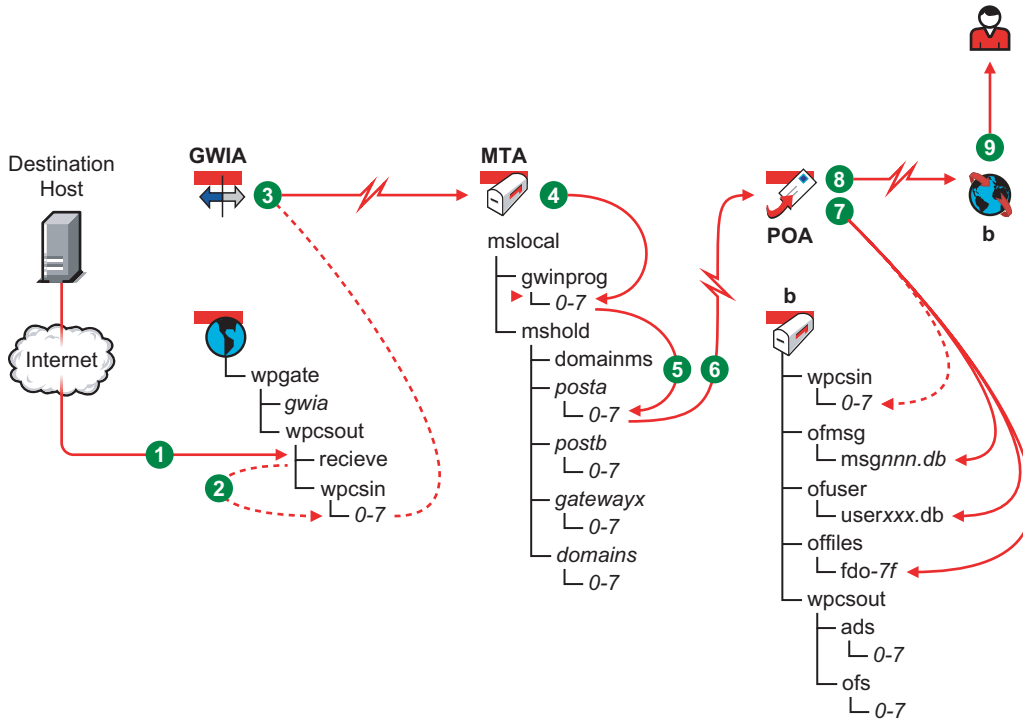 Destination
Host
Internet
1
2
GWIA
3
wpgate
gwia
wpcsout
recieve
wpcsin
0-7
MTA
4
mslocal
gwinprog
0-7
mshold
domainms
posta
0-7
postb
0-7
gatewayx
0-7
domains
0-7
5
6
POA
8
7
9
b
b
wpcsin
0-7
ofmsg
msgnnn.db
ofuser
userxxx.db
offiles
fdo-7f
wpcsout
ads
0-7
ofs
0-7